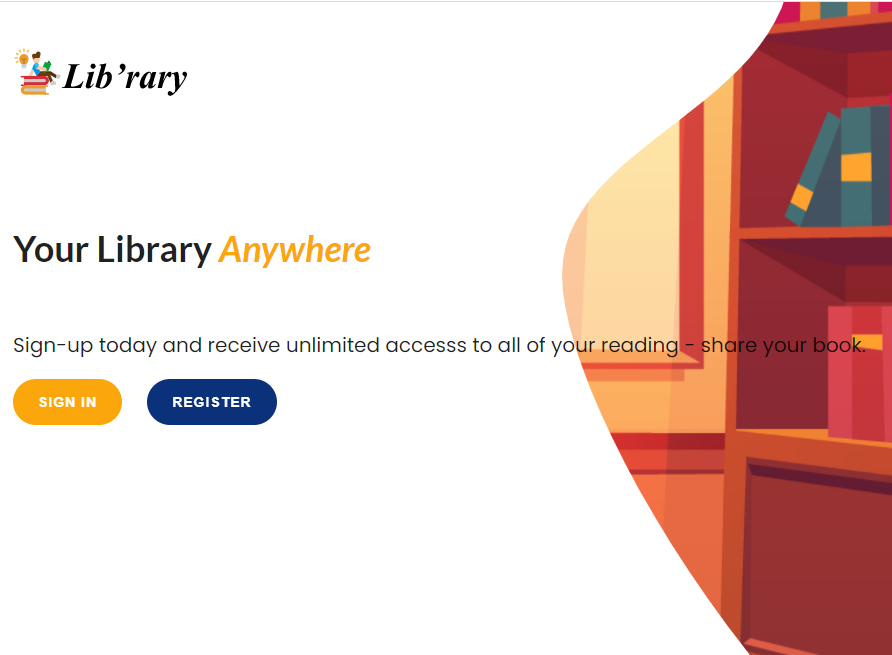 Lib’rary
Your Library Anywhere
Sign-up today and receive unlimited accesss to all of your reading - share your book.
SIGN IN
REGISTER